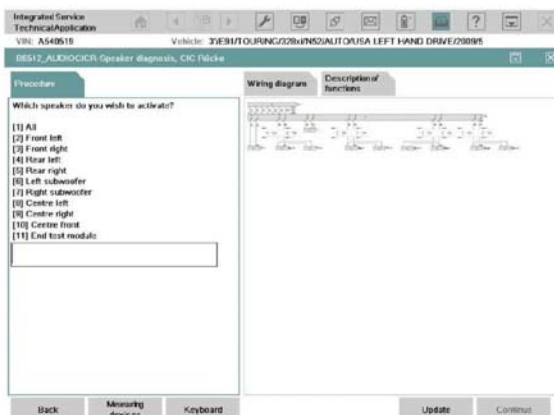 Integrated Service
Technical Application
VIN: A540519
Vehicle: 3'/E91/TOURING/328xi/N52/AUTO/USA LEFT HAND DRIVE/2009/5
D6512_AUDIOCICR-Speaker diagnosis, CIC
Procedure
Wiring diagram
Description of
functions
Which speaker do you wish to activate?
[1] All
[2] Front left
[3] Front right
[4] Rear left
[5] Rear right
[6] Left subwoofer
[7] Right subwoofer
[8] Centre left
[9] Centre right
[10] Centre front
[11] End test module
Back
Measuring
devices
Keyboard
Update
Continue